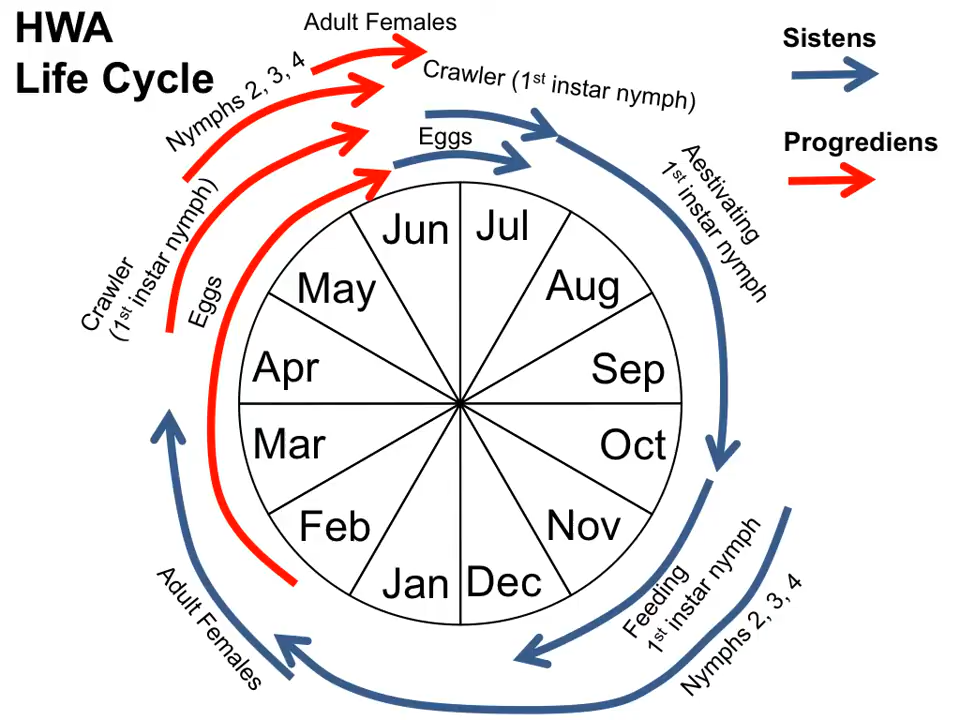 HWA
Life Cycle
Adult Females
Nymphs 2, 3, 4
Crawler (1st instar nymph)
Eggs
Sistens
Progrediens
Aestivating
1st instar nymph
Crawler
(1st instar nymph)
Eggs
Jun
Jul
May
Aug
Apr
Sep
Mar
Oct
Feb
Nov
Jan
Dec
Adult Females
Feeding
1st instar nymph
Nymphs 2, 3, 4